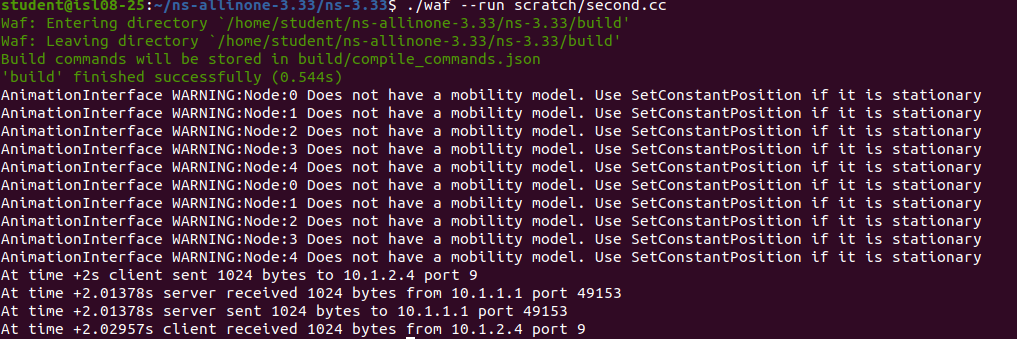 student@isl08-25:~/ns-allinone-3.33/ns-3.33$ ./waf --run scratch/second.cc
Waf: Entering directory `/home/student/ns-allinone-3.33/ns-3.33/build'
Waf: Leaving directory `/home/student/ns-allinone-3.33/ns-3.33/build'
Build commands will be stored in build/compile_commands.json
'build' finished successfully (0.544s)
AnimationInterface WARNING:Node:0 Does not have a mobility model. Use SetConstantPosition if it is stationary
AnimationInterface WARNING:Node:1 Does not have a mobility model. Use SetConstantPosition if it is stationary
AnimationInterface WARNING:Node:2 Does not have a mobility model. Use SetConstantPosition if it is stationary
AnimationInterface WARNING:Node:3 Does not have a mobility model. Use SetConstantPosition if it is stationary
AnimationInterface WARNING:Node:4 Does not have a mobility model. Use SetConstantPosition if it is stationary
AnimationInterface WARNING:Node:0 Does not have a mobility model. Use SetConstantPosition if it is stationary
AnimationInterface WARNING:Node:1 Does not have a mobility model. Use SetConstantPosition if it is stationary
AnimationInterface WARNING:Node:2 Does not have a mobility model. Use SetConstantPosition if it is stationary
AnimationInterface WARNING:Node:3 Does not have a mobility model. Use SetConstantPosition if it is stationary
AnimationInterface WARNING:Node:4 Does not have a mobility model. Use SetConstantPosition if it is stationary
At time +2s client sent 1024 bytes to 10.1.2.4 port 9
At time +2.01378s server received 1024 bytes from 10.1.1.1 port 49153
At time +2.01378s server sent 1024 bytes to 10.1.1.1 port 49153
At time +2.02957s client received 1024 bytes from 10.1.2.4 port 9